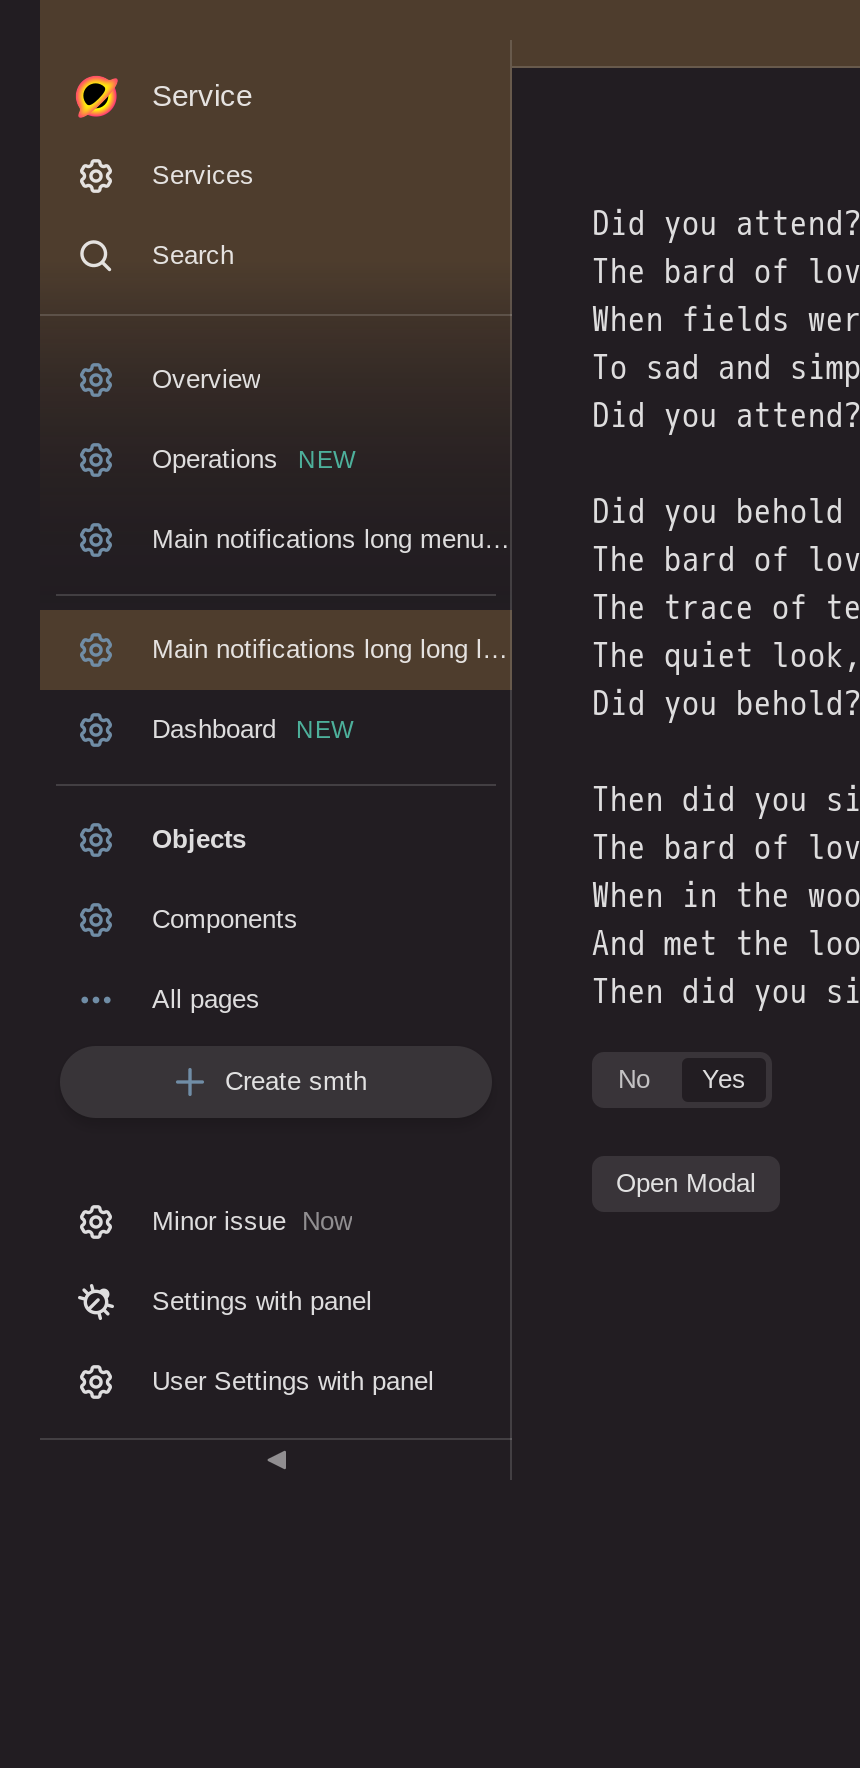 Service
Services
Search
Overview
Operations NEW
Main notifications long menu...
Main notifications long long l...
Dashboard NEW
Objects
Components
All pages
Create smth
Minor issue Now
Settings with panel
User Settings with panel
Did you attend?
The bard of lov
When fields wer
To sad and simp
Did you attend?
Did you behold
The bard of lov
The trace of te
The quiet look,
Did you behold?
Then did you si
The bard of lov
When in the woo
And met the loo
Then did you si
No Yes
Open Modal